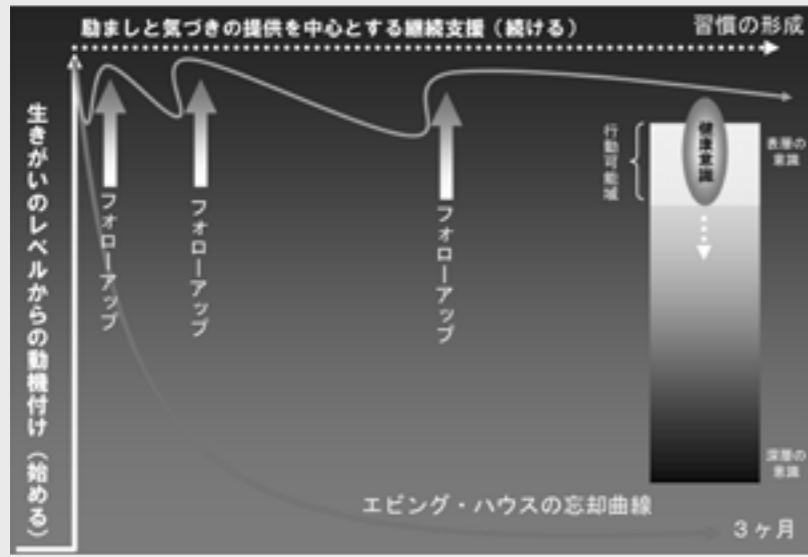 励ましと気づきの提供を中心とする継続支援（続ける）
習慣の形成
生きがいのレベルからの動機付け（始める）
フォローアップ
フォローアップ
フォローアップ
行動可能域
健康意識
表層の
意識
深層の
意識
エビング・ハウスの忘却曲線
３ヶ月